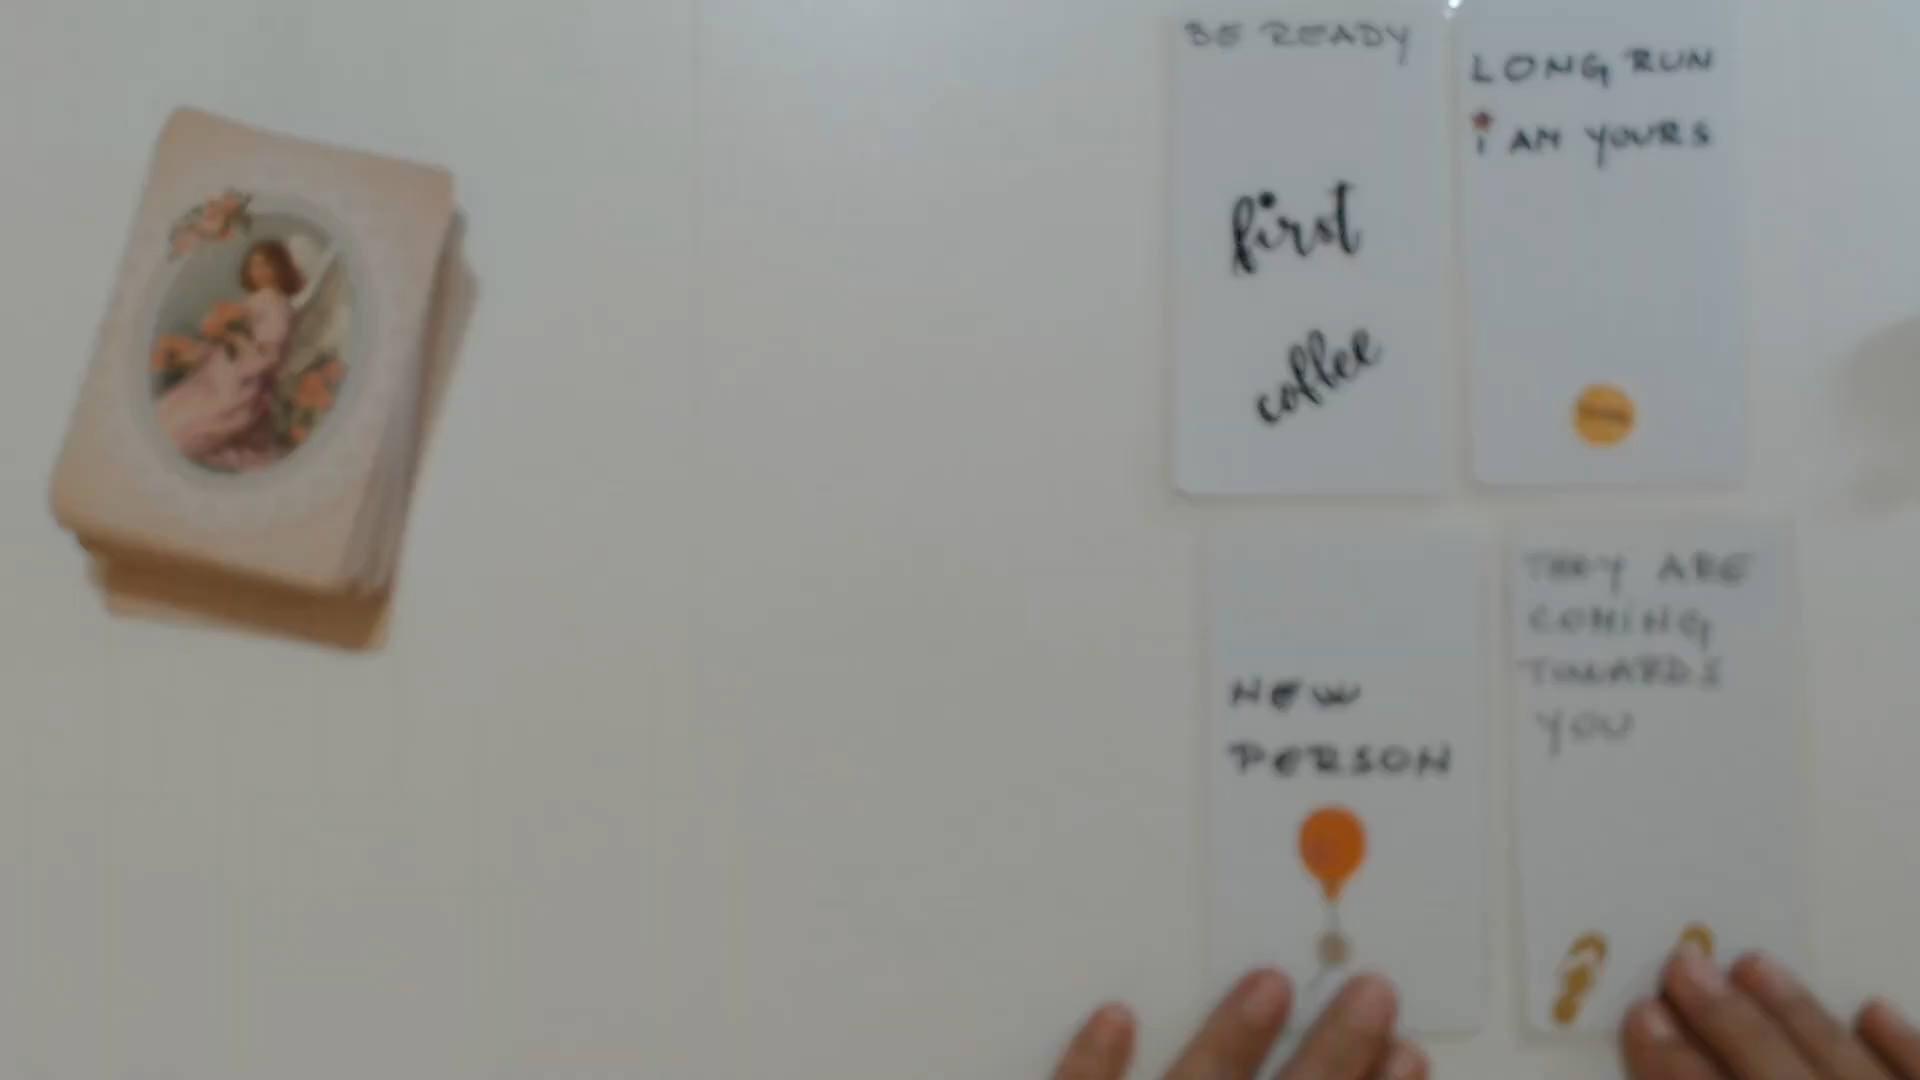 BE READY
first
coffee
LONG RUN
i AM YOURS
NEW
PERSON
THEY ARE
COMING
TOWARDS
YOU